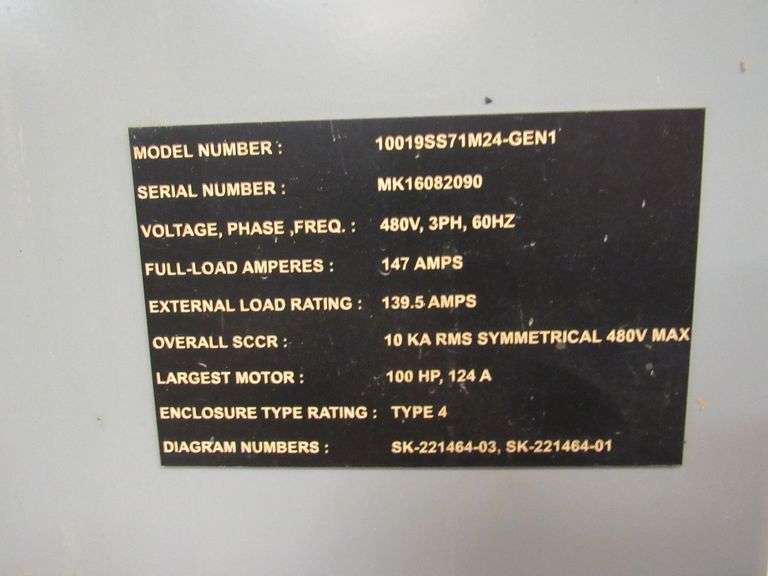 MODEL NUMBER : 10019SS71M24-GEN1
SERIAL NUMBER : MK16082090
VOLTAGE, PHASE ,FREQ. : 480V, 3PH, 60HZ
FULL-LOAD AMPERES : 147 AMPS
EXTERNAL LOAD RATING : 139.5 AMPS
OVERALL SCCR : 10 KA RMS SYMMETRICAL 480V MAX
LARGEST MOTOR : 100 HP, 124 A
ENCLOSURE TYPE RATING : TYPE 4
DIAGRAM NUMBERS : SK-221464-03, SK-221464-01